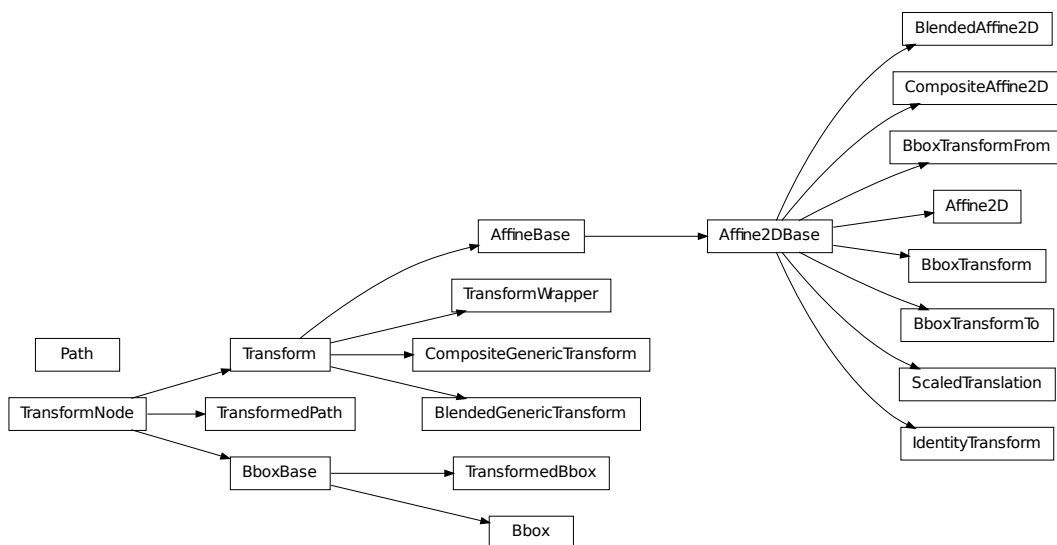 BlendedAffine2D
CompositeAffine2D
BboxTransformFrom
Affine2D
AffineBase
Affine2DBase
BboxTransform
TransformWrapper
BboxTransformTo
Path
Transform
CompositeGenericTransform
ScaledTranslation
TransformNode
TransformedPath
BlendedGenericTransform
IdentityTransform
BboxBase
TransformedBbox
Bbox